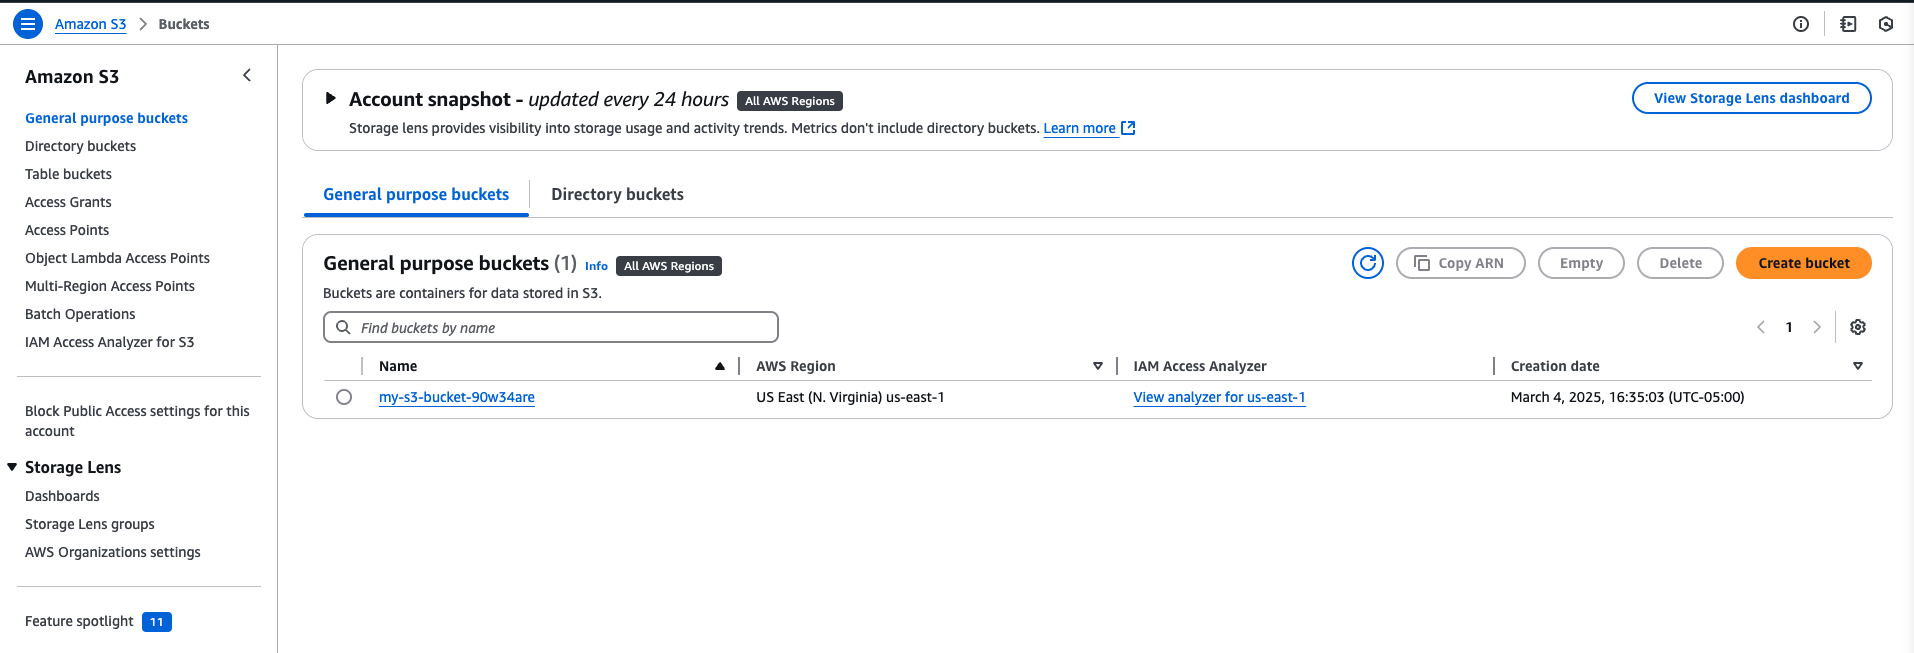 Amazon S3 > Buckets
Amazon S3
General purpose buckets
Directory buckets
Table buckets
Access Grants
Access Points
Object Lambda Access Points
Multi-Region Access Points
Batch Operations
IAM Access Analyzer for S3
Block Public Access settings for this
account
Storage Lens
Dashboards
Storage Lens groups
AWS Organizations settings
Feature spotlight 11
Account snapshot - updated every 24 hours All AWS Regions
View Storage Lens dashboard
Storage lens provides visibility into storage usage and activity trends. Metrics don't include directory buckets. Learn more
General purpose buckets Directory buckets
General purpose buckets (1) Info All AWS Regions
Copy ARN Empty Delete Create bucket
Buckets are containers for data stored in S3.
Find buckets by name
1
Name AWS Region IAM Access Analyzer Creation date
my-s3-bucket-90w34are US East (N. Virginia) us-east-1 View analyzer for us-east-1 March 4, 2025, 16:35:03 (UTC-05:00)